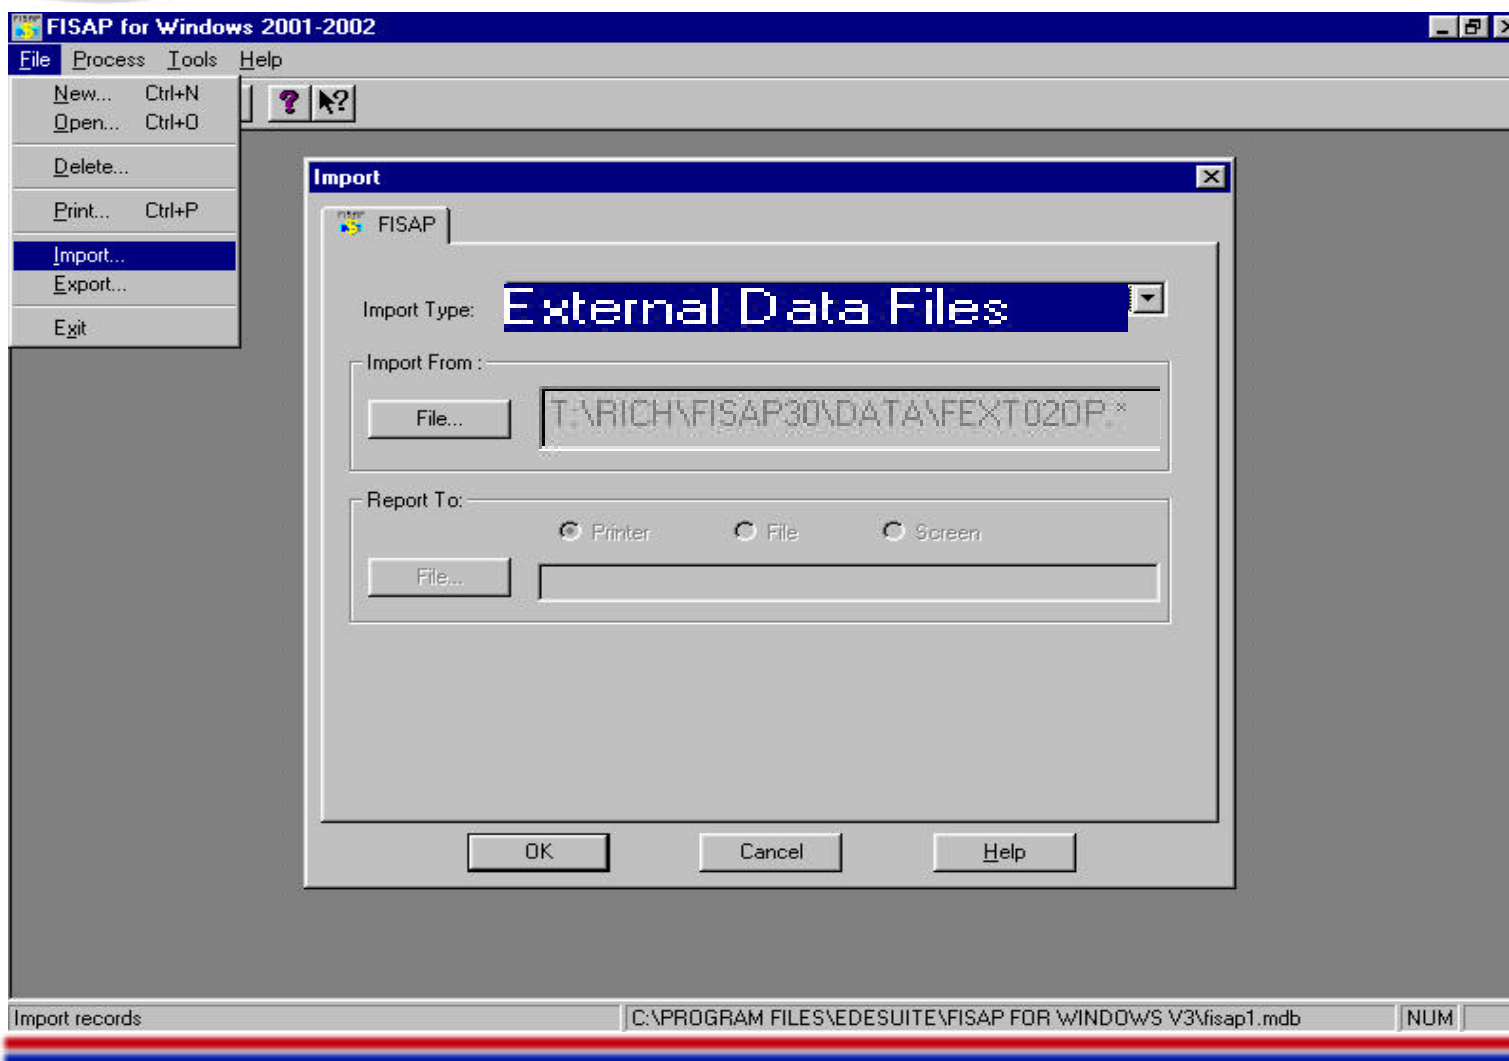 FISAP for Windows 2001-2002
File Process Tools Help
New... Ctrl+N
Open... Ctrl+O
Delete...
Print... Ctrl+P
Import...
Export...
Exit
Import
FISAP
Import Type: External Data Files
Import From :
File... T:\RICH\FISAP30\DATA\FEXT02OP.*
Report To:
Printer File Screen
File...
OK Cancel Help
Import records C:\PROGRAM FILES\EDESUITE\FISAP FOR WINDOWS V3\fisap1.mdb NUM